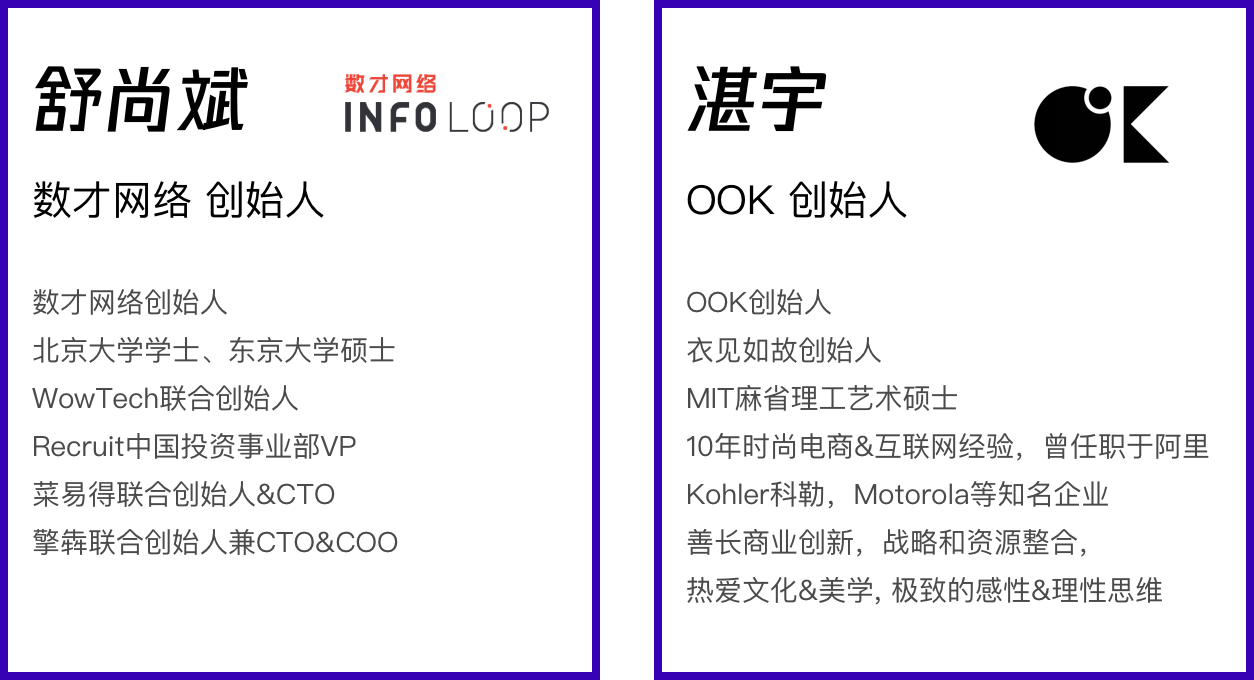 舒尚斌
数才网络
INFO LOOP
数才网络 创始人
数才网络创始人
北京大学学士、东京大学硕士
WowTech联合创始人
Recruit中国投资事业部VP
菜易得联合创始人&CTO
擎犇联合创始人兼CTO&COO
湛宇
OK
OOK 创始人
OOK创始人
衣见如故创始人
MIT麻省理工艺术硕士
10年时尚电商&互联网经验，曾任职于阿里
Kohler科勒，Motorola等知名企业
善长商业创新，战略和资源整合，
热爱文化&美学, 极致的感性&理性思维